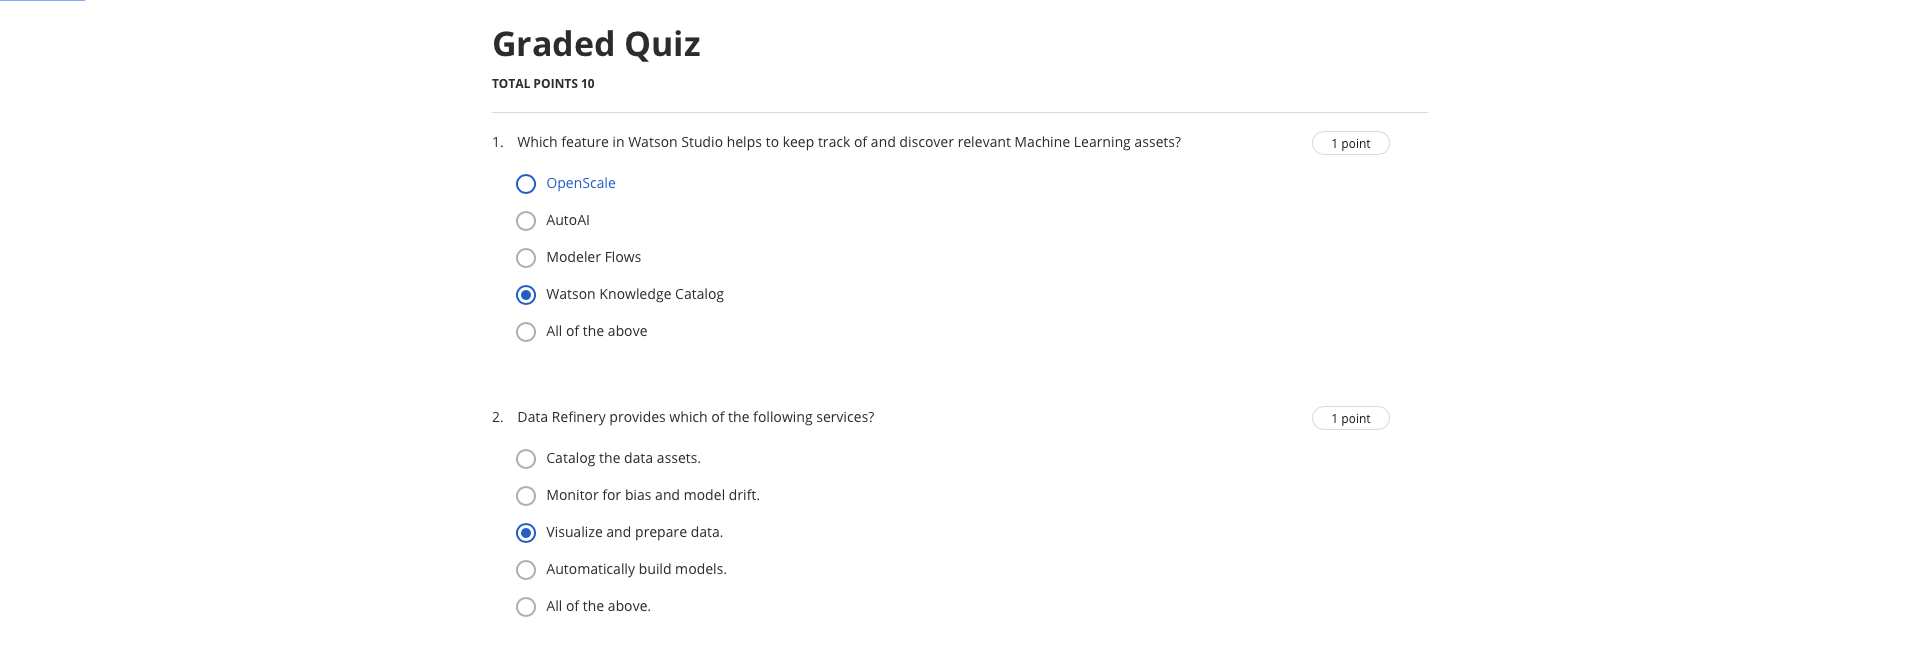 Graded Quiz
TOTAL POINTS 10
1. Which feature in Watson Studio helps to keep track of and discover relevant Machine Learning assets?
1 point
OpenScale
AutoAI
Modeler Flows
Watson Knowledge Catalog
All of the above
2. Data Refinery provides which of the following services?
1 point
Catalog the data assets.
Monitor for bias and model drift.
Visualize and prepare data.
Automatically build models.
All of the above.